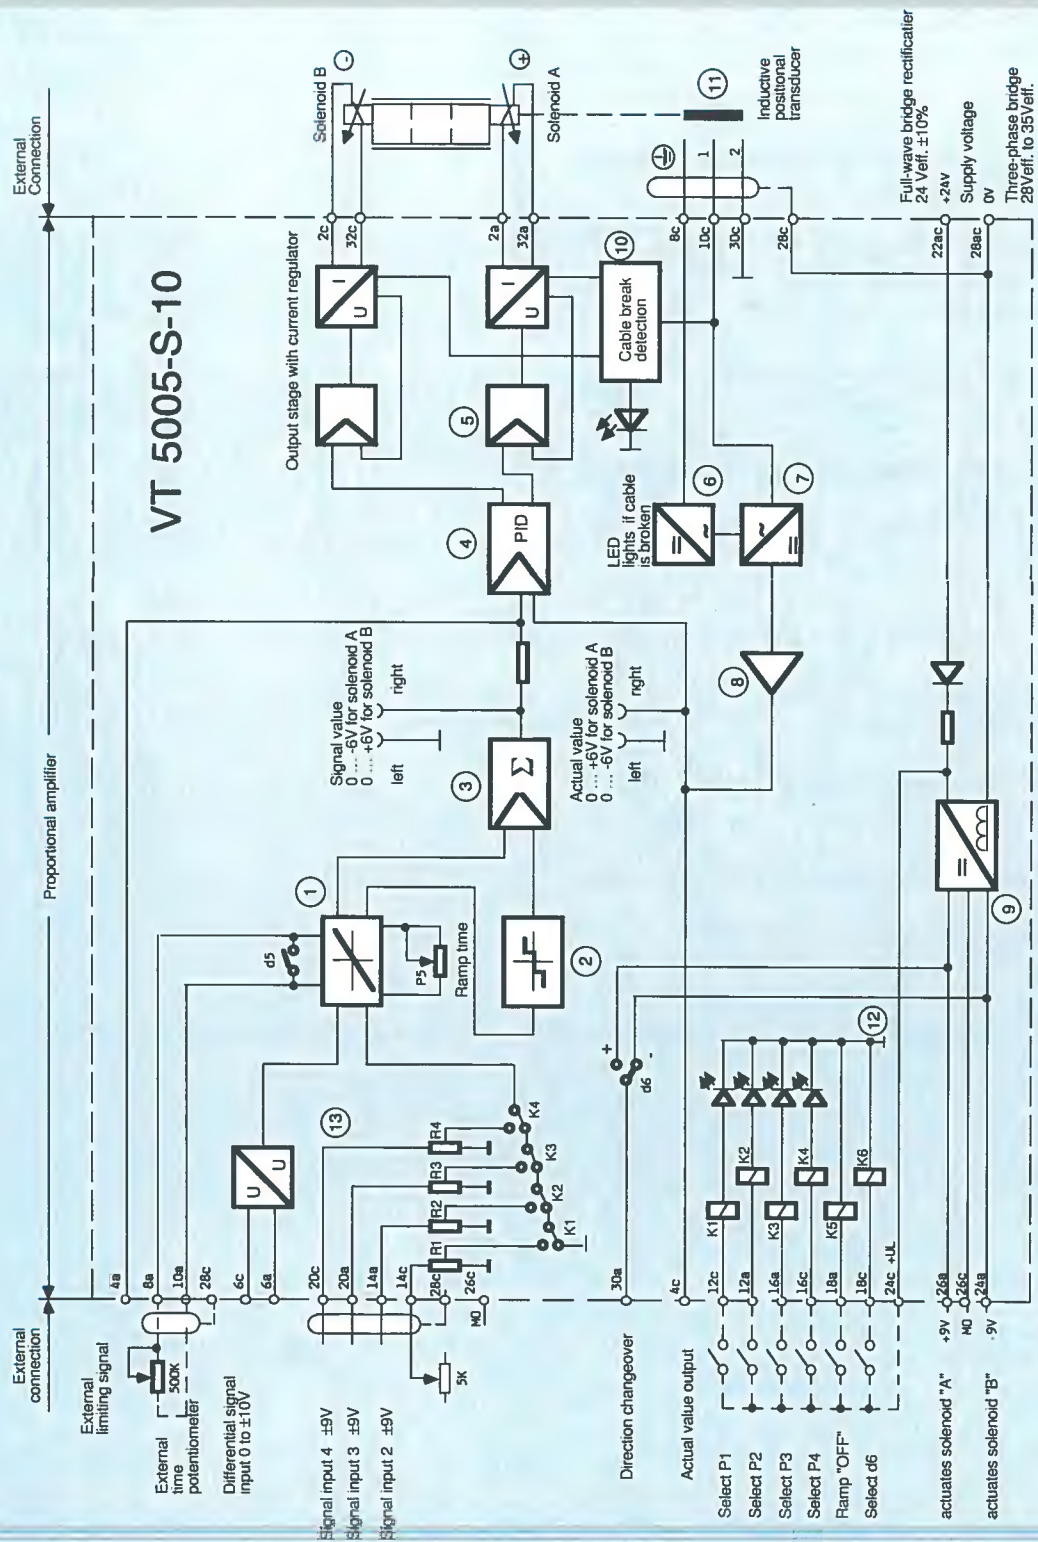 External
connection
Proportional amplifier
External
Connection
VT 5005-S-10
External
limiting signal
4a
External
time
potentiometer
500K
8a
10a
28c
d5
1
P5
Ramp time
Differential signal
input 0 to ±10V
6c
6a
U
U
Signal input 4 ±9V
Signal input 3 ±9V
Signal input 2 ±9V
20c
20a
14a
14c
28c
26c
M0
5K
13
R1
R2
R3
R4
K1
K2
K3
K4
2
3
Σ
Signal value
0 ... -6V for solenoid A
0 ... +6V for solenoid B
left
right
Actual value
0 ... +6V for solenoid A
0 ... -6V for solenoid B
left
right
4
PID
5
Output stage with current regulator
U
I
U
I
2c
32c
2a
32a
Solenoid B
-
+
Solenoid A
10
Cable break
detection
LED
lights if cable
is broken
6
=
~
7
~
=
8
8c
10c
30c
28c
1
2
11
Inductive
positional
transducer
Direction changeover
30a
+
-
d6
Actual value output
4c
Select P1
12c
K1
Select P2
12a
K2
Select P3
16a
K3
Select P4
16c
K4
Ramp "OFF"
18a
K5
Select d6
18c
K6
24c
+UL
12
actuates solenoid "A"
+9V
26a
M0
26c
actuates solenoid "B"
-9V
24a
9
=
22ac
28ac
Full-wave bridge rectificatier
24 Veff. ±10%
+24V
Supply voltage
0V
Three-phase bridge
28Veff. to 35Veff.